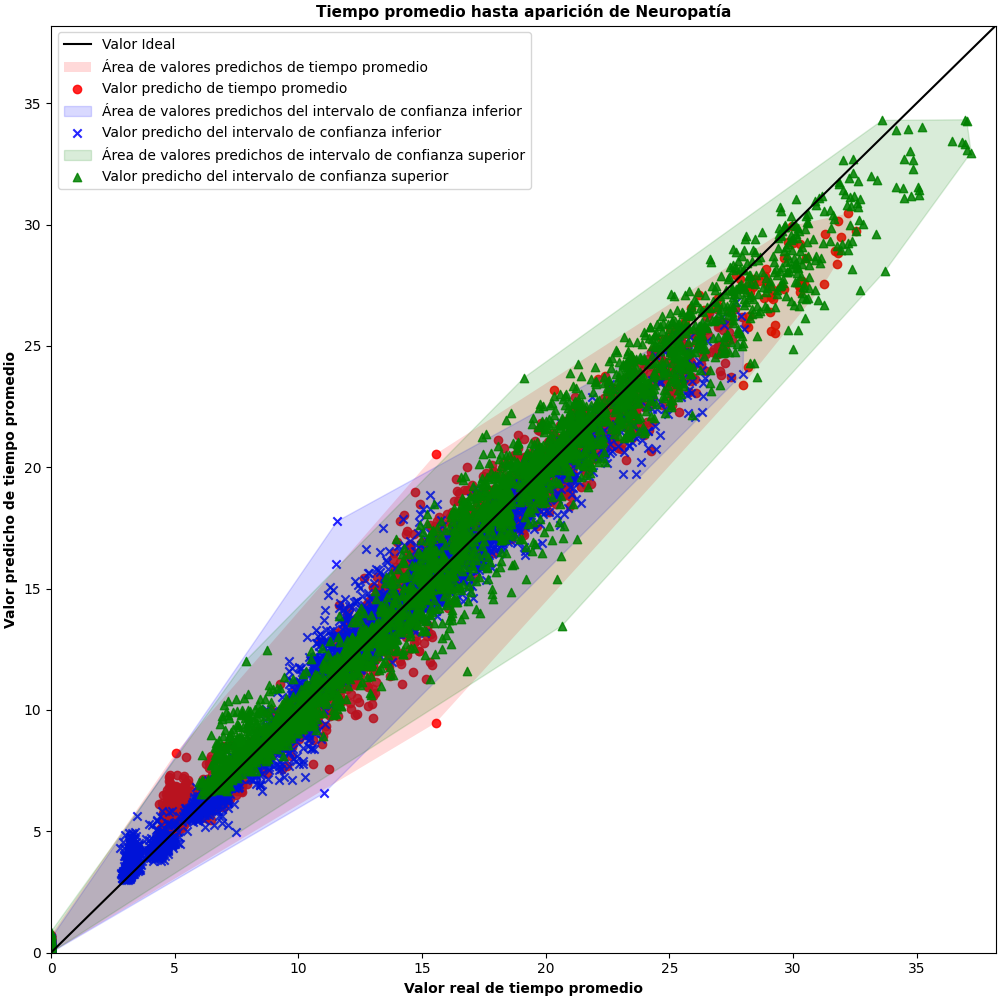 Tiempo promedio hasta aparición de Neuropatía
Valor Ideal
Área de valores predichos de tiempo promedio
Valor predicho de tiempo promedio
Área de valores predichos del intervalo de confianza inferior
Valor predicho del intervalo de confianza inferior
Área de valores predichos de intervalo de confianza superior
Valor predicho del intervalo de confianza superior
Valor predicho de tiempo promedio
35
30
25
20
15
10
5
0
0 5 10 15 20 25 30 35
Valor real de tiempo promedio